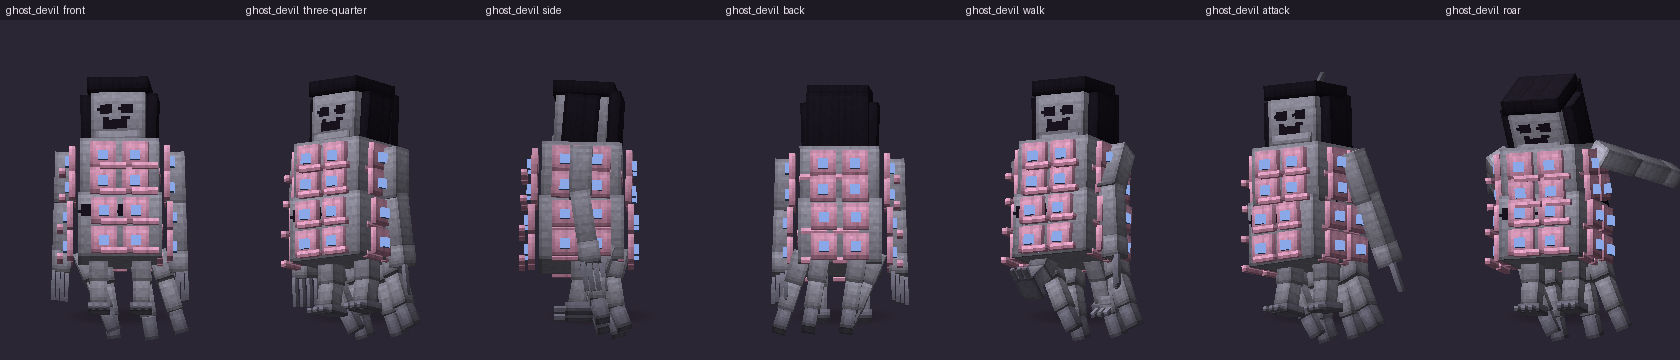 ghost_devil front
ghost_devil three-quarter
ghost_devil side
ghost_devil back
ghost_devil walk
ghost_devil attack
ghost_devil roar